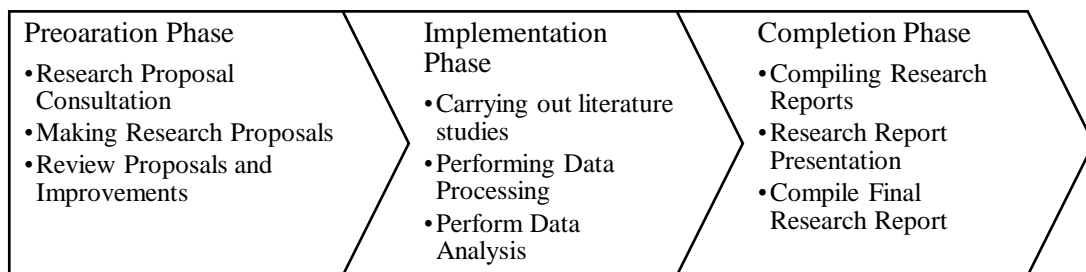 Preoaration Phase
•Research Proposal
Consultation
•Making Research Proposals
•Review Proposals and
Improvements
Implementation
Phase
•Carrying out literature
studies
•Performing Data
Processing
•Perform Data
Analysis
Completion Phase
•Compiling Research
Reports
•Research Report
Presentation
•Compile Final
Research Report